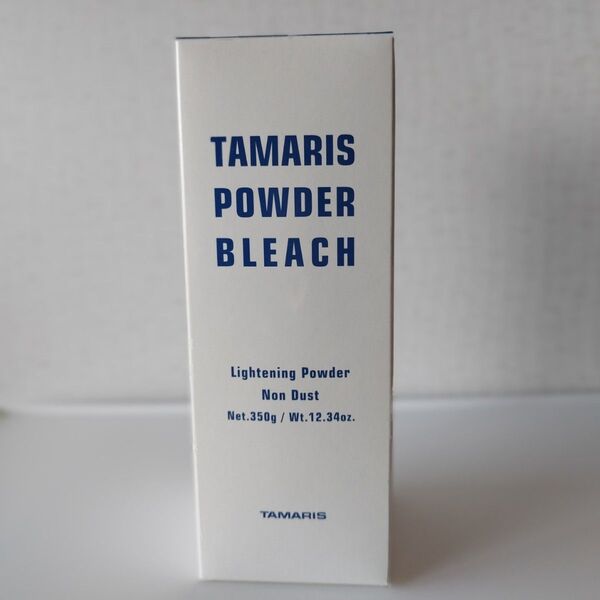 TAMARIS
POWDER
BLEACH
Lightening Powder
Non Dust
Net.350g / Wt.12.34oz.
TAMARIS